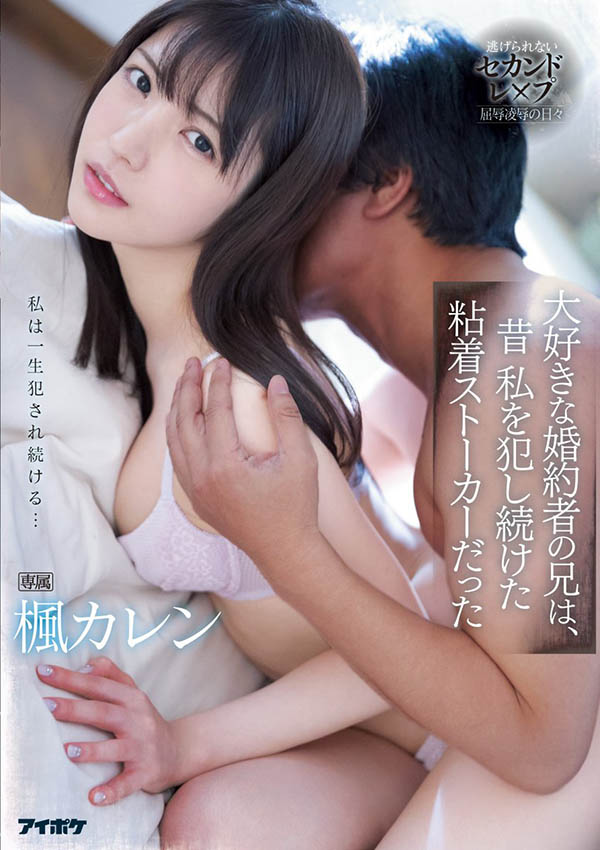 逃げられない
セカンド
レ×プ
屈辱凌辱の日々
大好きな婚約者の兄は、
昔 私を犯し続けた
粘着ストーカーだった
私は一生犯され続ける…
専属
楓カレン
アイポケ